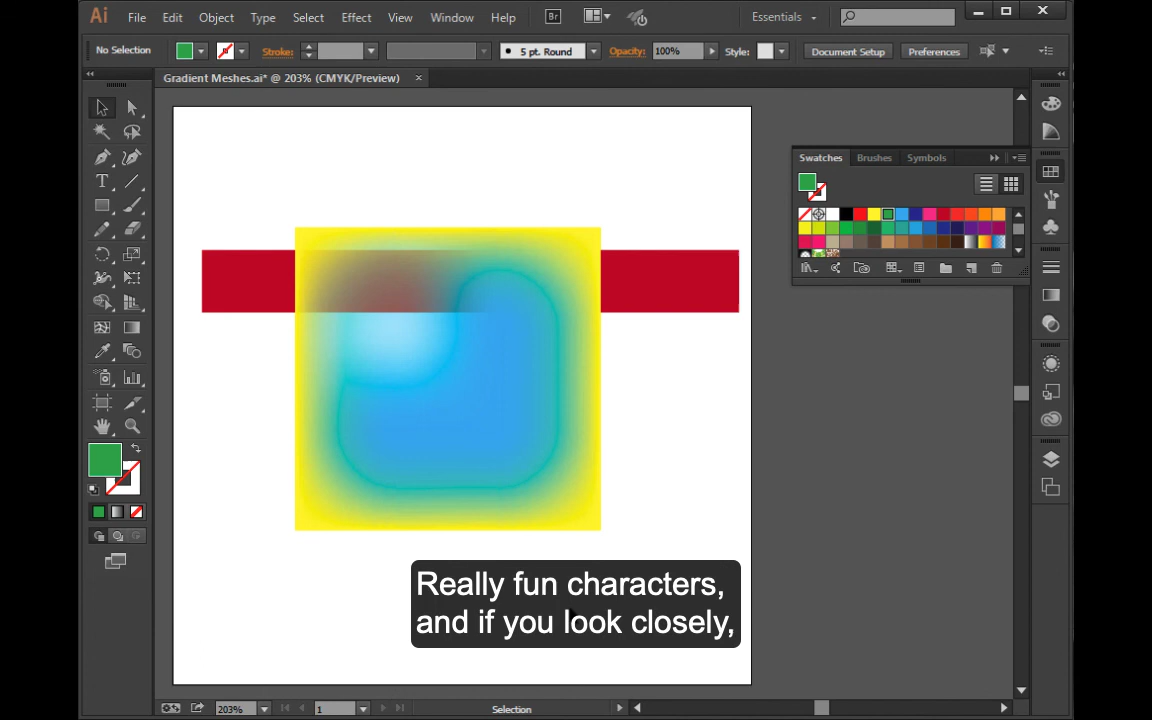 Ai File Edit Object Type Select Effect View Window Help Br Essentials
No Selection Stroke: 5 pt. Round Opacity: 100% Style: Document Setup Preferences
Gradient Meshes.ai* @ 203% (CMYK/Preview) ×
Swatches Brushes Symbols
T
Really fun characters,
and if you look closely,
203% 1 Selection